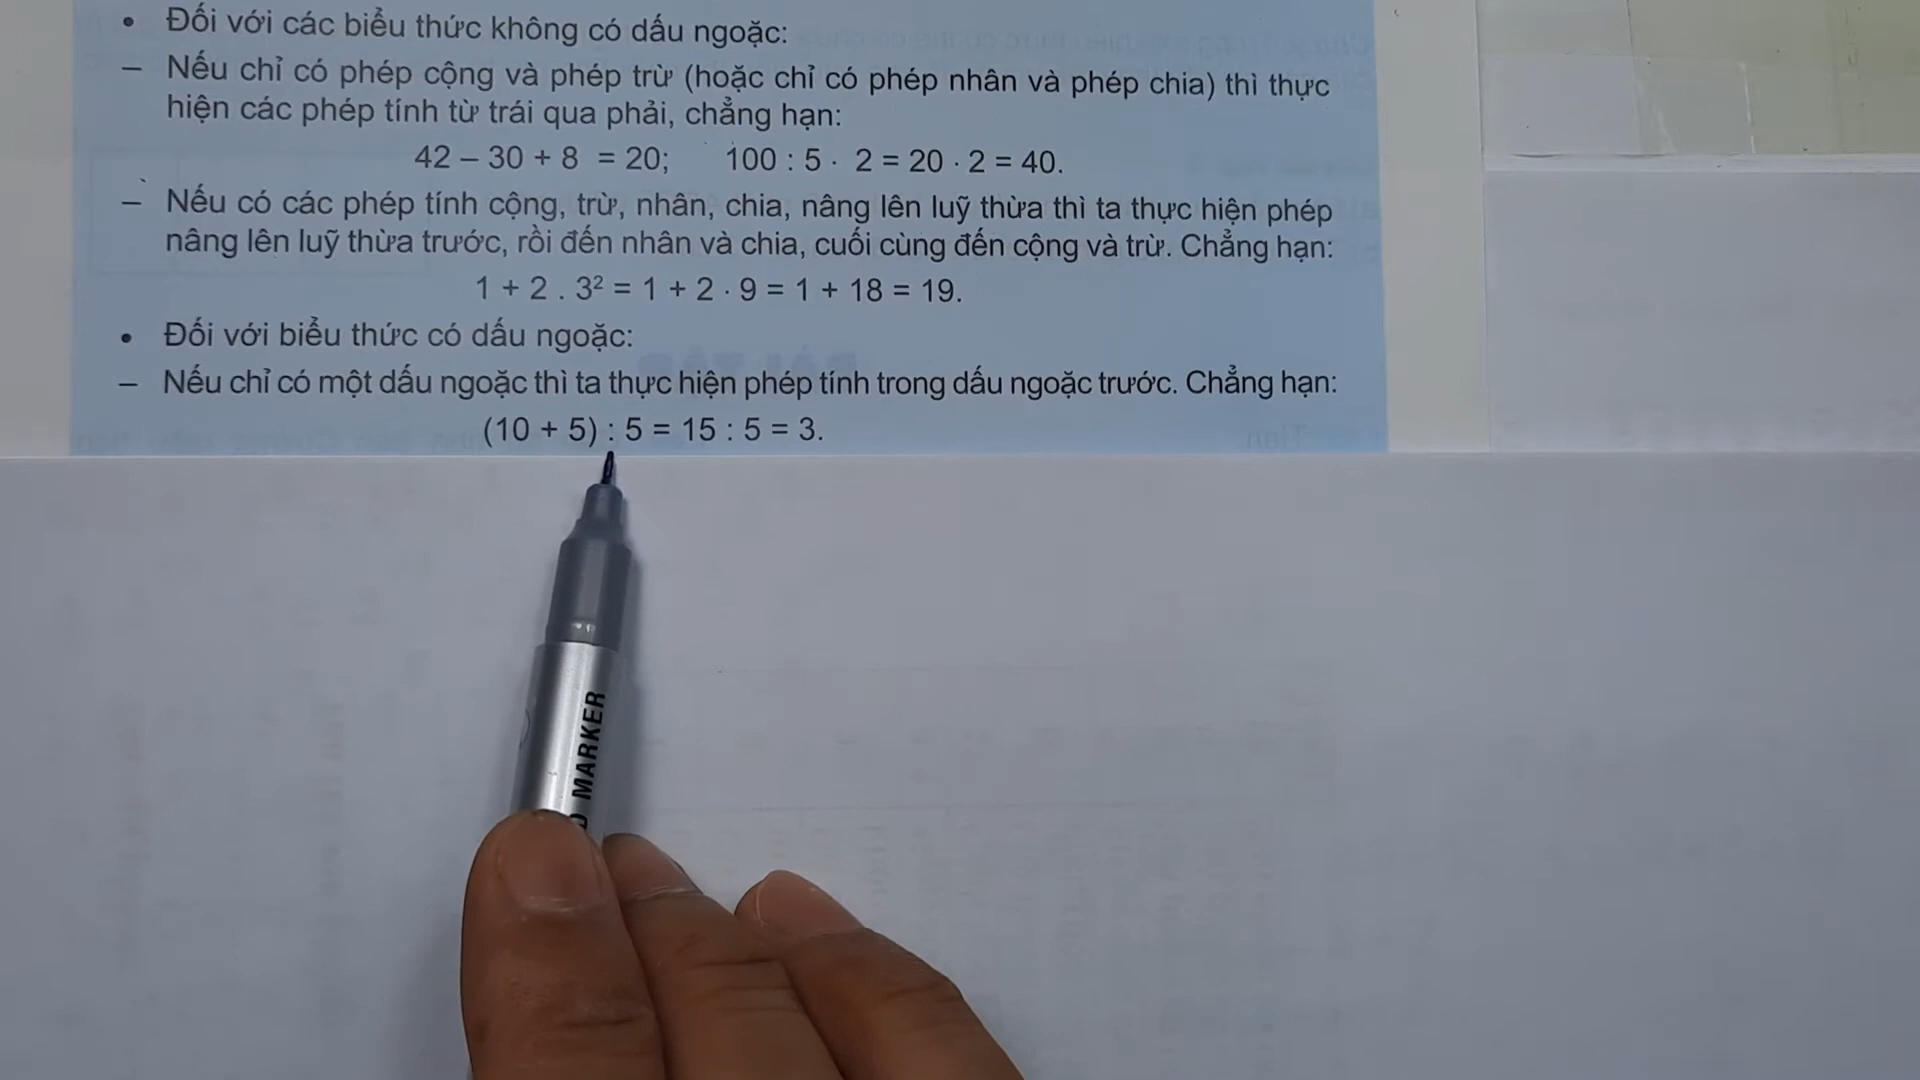 • Đối với các biểu thức không có dấu ngoặc:
– Nếu chỉ có phép cộng và phép trừ (hoặc chỉ có phép nhân và phép chia) thì thực
hiện các phép tính từ trái qua phải, chẳng hạn:
42 – 30 + 8 = 20; 100 : 5 · 2 = 20 · 2 = 40.
– Nếu có các phép tính cộng, trừ, nhân, chia, nâng lên luỹ thừa thì ta thực hiện phép
nâng lên luỹ thừa trước, rồi đến nhân và chia, cuối cùng đến cộng và trừ. Chẳng hạn:
1 + 2 . 3² = 1 + 2 · 9 = 1 + 18 = 19.
• Đối với biểu thức có dấu ngoặc:
– Nếu chỉ có một dấu ngoặc thì ta thực hiện phép tính trong dấu ngoặc trước. Chẳng hạn:
(10 + 5) : 5 = 15 : 5 = 3.
MARKER